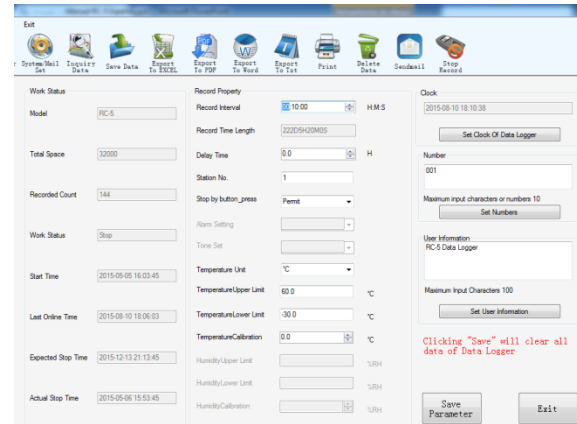 Exit
System/Mail Set
Inquiry Data
Save Data
Export To EXCEL
Export To PDF
Export To Word
Export To Txt
Print
Delete Data
Sendmail
Stop Record
Work Status
Model RC-5
Total Space 32000
Recorded Count 144
Work Status Stop
Start Time 2015-05-05 16:03:45
Last Online Time 2015-08-10 18:06:03
Expected Stop Time 2015-12-13 21:13:45
Actual Stop Time 2015-05-06 15:53:45
Record Property
Record Interval 00:10:00 H:M:S
Record Time Length 222D5H20M0S
Delay Time 0.0 H
Station No. 1
Stop by button_press Permit
Alarm Setting
Tone Set
Temperature Unit ℃
TemperatureUpper Limit 60.0 ℃
TemperatureLower Limit -30.0 ℃
TemperatureCalibration 0.0 ℃
HumidityUpper Limit %RH
HumidityLower Limit %RH
HumidityCalibration %RH
Clock
2015-08-10 18:10:38
Set Clock Of Data Logger
Number
001
Maximum input characters or numbers 10
Set Numbers
User Information
RC-5 Data Logger
Maximum Input Characters 100
Set User Information
Clicking "Save" will clear all
data of Data Logger
Save
Parameter
Exit